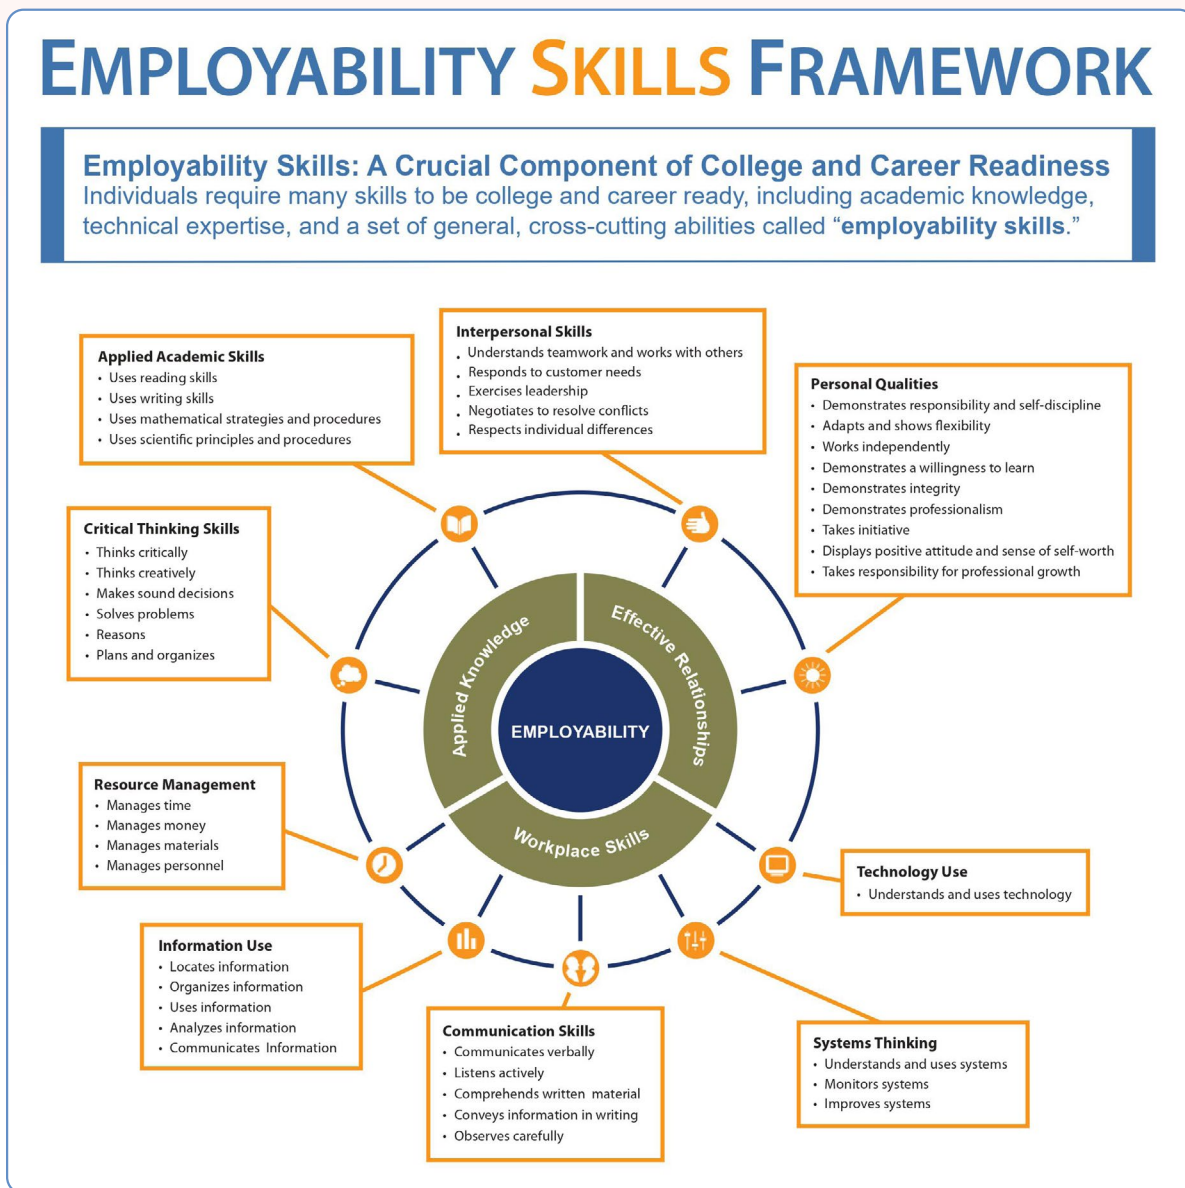 EMPLOYABILITY SKILLS FRAMEWORK
Employability Skills: A Crucial Component of College and Career Readiness
Individuals require many skills to be college and career ready, including academic knowledge,
technical expertise, and a set of general, cross-cutting abilities called “employability skills.”
Applied Academic Skills
• Uses reading skills
• Uses writing skills
• Uses mathematical strategies and procedures
• Uses scientific principles and procedures
Interpersonal Skills
• Understands teamwork and works with others
• Responds to customer needs
• Exercises leadership
• Negotiates to resolve conflicts
• Respects individual differences
Personal Qualities
• Demonstrates responsibility and self-discipline
• Adapts and shows flexibility
• Works independently
• Demonstrates a willingness to learn
• Demonstrates integrity
• Demonstrates professionalism
• Takes initiative
• Displays positive attitude and sense of self-worth
• Takes responsibility for professional growth
Critical Thinking Skills
• Thinks critically
• Thinks creatively
• Makes sound decisions
• Solves problems
• Reasons
• Plans and organizes
Applied Knowledge
Effective Relationships
EMPLOYABILITY
Workplace Skills
Resource Management
• Manages time
• Manages money
• Manages materials
• Manages personnel
Technology Use
• Understands and uses technology
Information Use
• Locates information
• Organizes information
• Uses information
• Analyzes information
• Communicates Information
Communication Skills
• Communicates verbally
• Listens actively
• Comprehends written material
• Conveys information in writing
• Observes carefully
Systems Thinking
• Understands and uses systems
• Monitors systems
• Improves systems